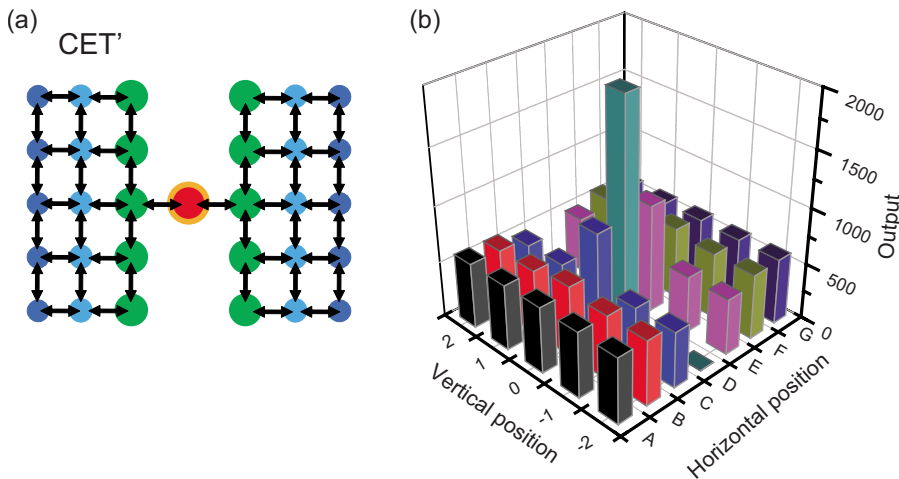 (a)
CET’
(b)
2000
1500
1000
500
0
Output
2
1
0
-1
-2
Vertical position
A
B
C
D
E
F
G
Horizontal position